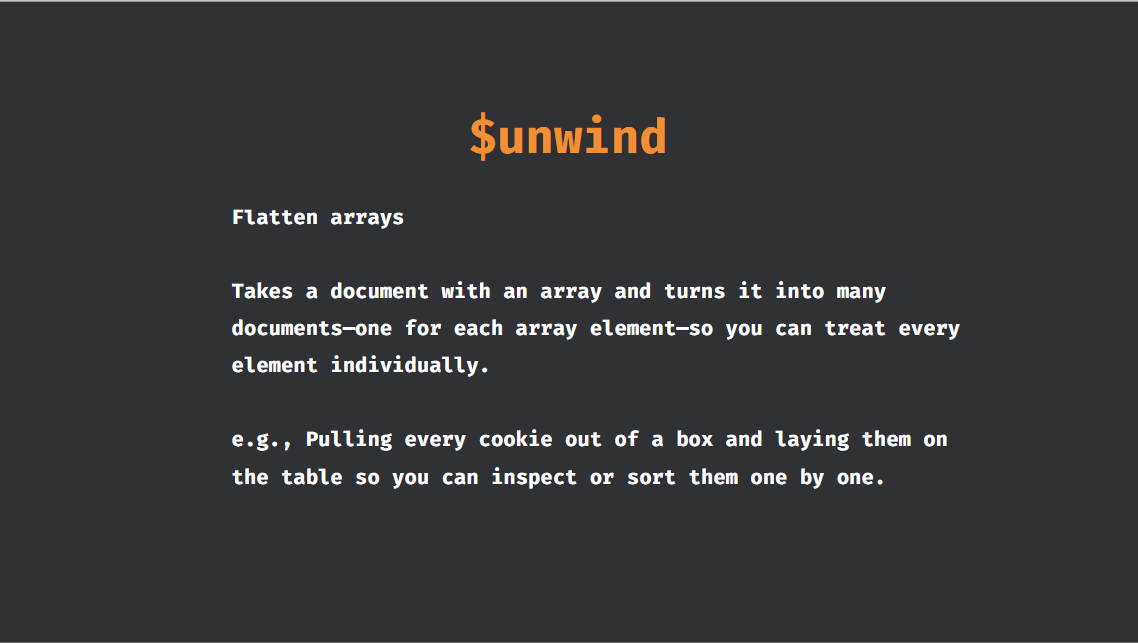 $unwind
Flatten arrays
Takes a document with an array and turns it into many
documents—one for each array element—so you can treat every
element individually.
e.g., Pulling every cookie out of a box and laying them on
the table so you can inspect or sort them one by one.